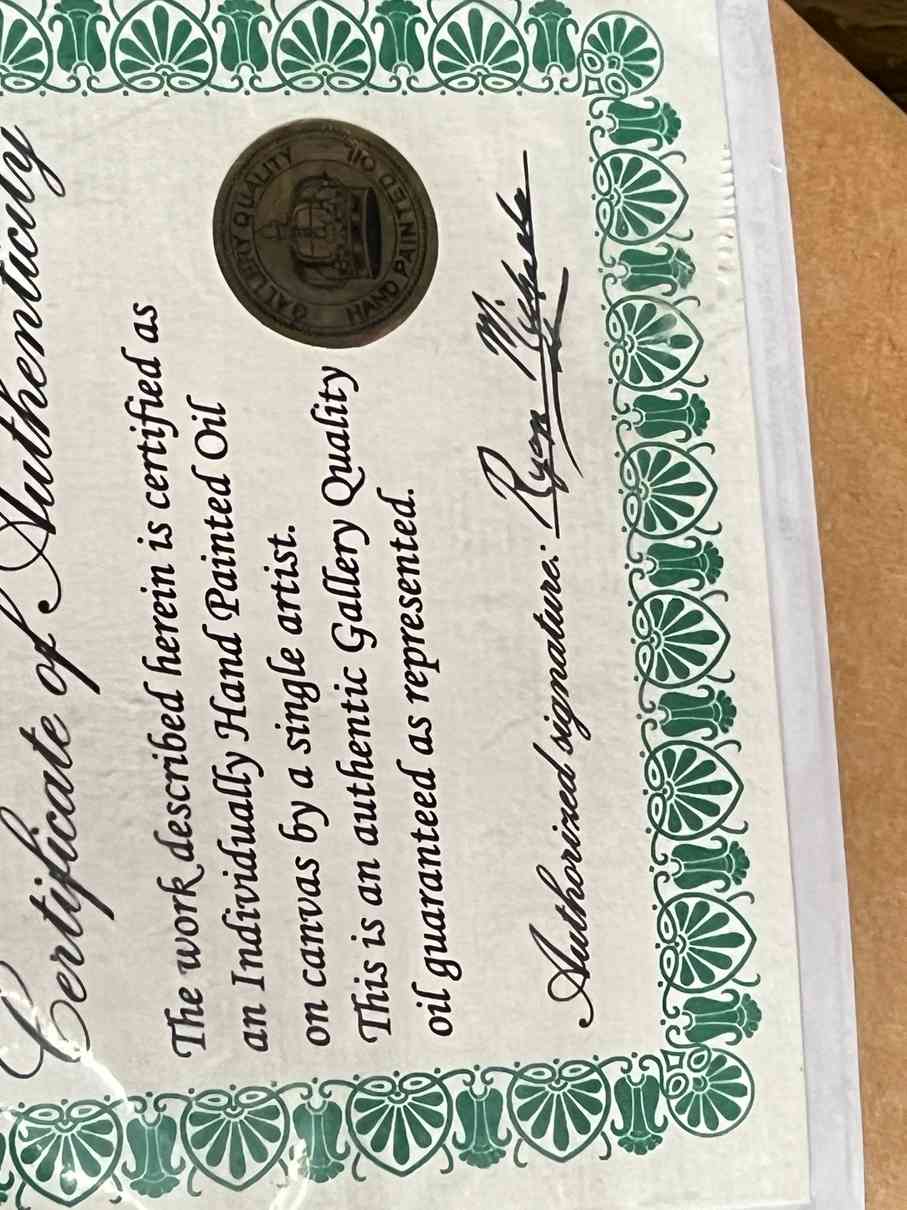 Certificate of Authenticity
The work described herein is certified as
an Individually Hand Painted Oil
on canvas by a single artist.
This is an authentic Gallery Quality
oil guaranteed as represented.
GALLERY QUALITY
HAND PAINTED OIL
Authorized signature: Ryan